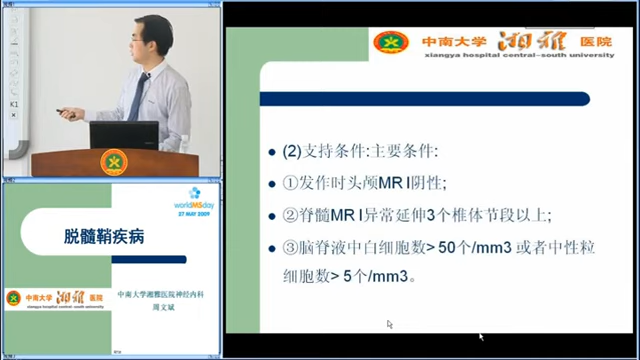 K1
worldMSday
27 MAY 2009
脱髓鞘疾病
中南大学 湘雅 医院
中南大学湘雅医院神经内科
周文斌
中南大学 湘雅 医院
xiangya hospital central-south university
(2)支持条件:主要条件:
①发作时头颅MRI阴性;
②脊髓MRI异常延伸3个椎体节段以上;
③脑脊液中白细胞数> 50个/mm3 或者中性粒
细胞数> 5个/mm3。